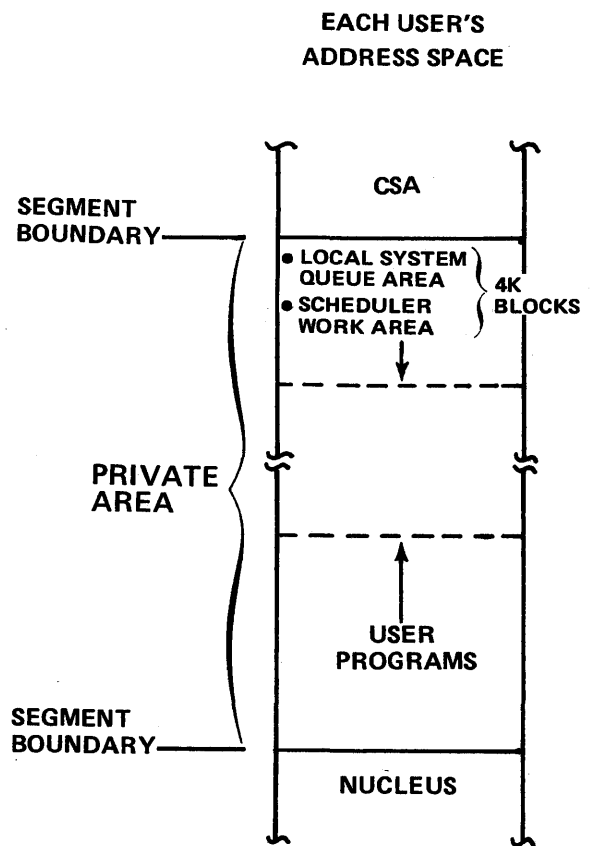 EACH USER'S
ADDRESS SPACE
CSA
SEGMENT
BOUNDARY
• LOCAL SYSTEM
QUEUE AREA
• SCHEDULER
WORK AREA
4K
BLOCKS
PRIVATE
AREA
USER
PROGRAMS
SEGMENT
BOUNDARY
NUCLEUS